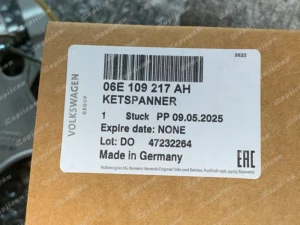 3622
06E 109 217 AH
KETSPANNER
1 Stuck PP 09.05.2025
Expire date: NONE
Lot: DO 47232264
Made in Germany
VOLKSWAGEN
GROUP
EAC